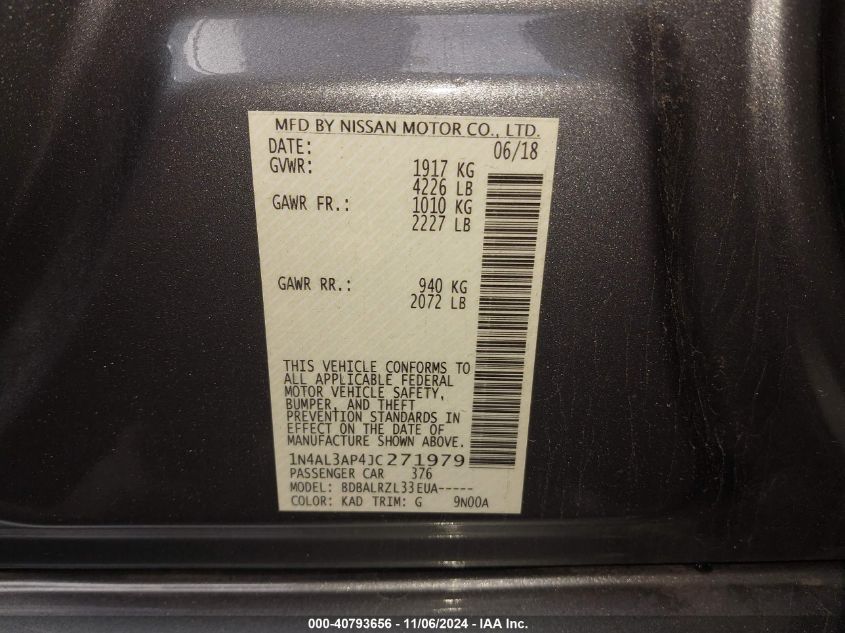 MFD BY NISSAN MOTOR CO., LTD.
DATE: 06/18
GVWR: 1917 KG
4226 LB
GAWR FR.: 1010 KG
2227 LB
GAWR RR.: 940 KG
2072 LB
THIS VEHICLE CONFORMS TO
ALL APPLICABLE FEDERAL
MOTOR VEHICLE SAFETY,
BUMPER, AND THEFT
PREVENTION STANDARDS IN
EFFECT ON THE DATE OF
MANUFACTURE SHOWN ABOVE.
1N4AL3AP4JC271979
PASSENGER CAR 376
MODEL: BDBALRZL33EUA-----
COLOR: KAD TRIM: G 9N00A
000-40793656 - 11/06/2024 - IAA Inc.